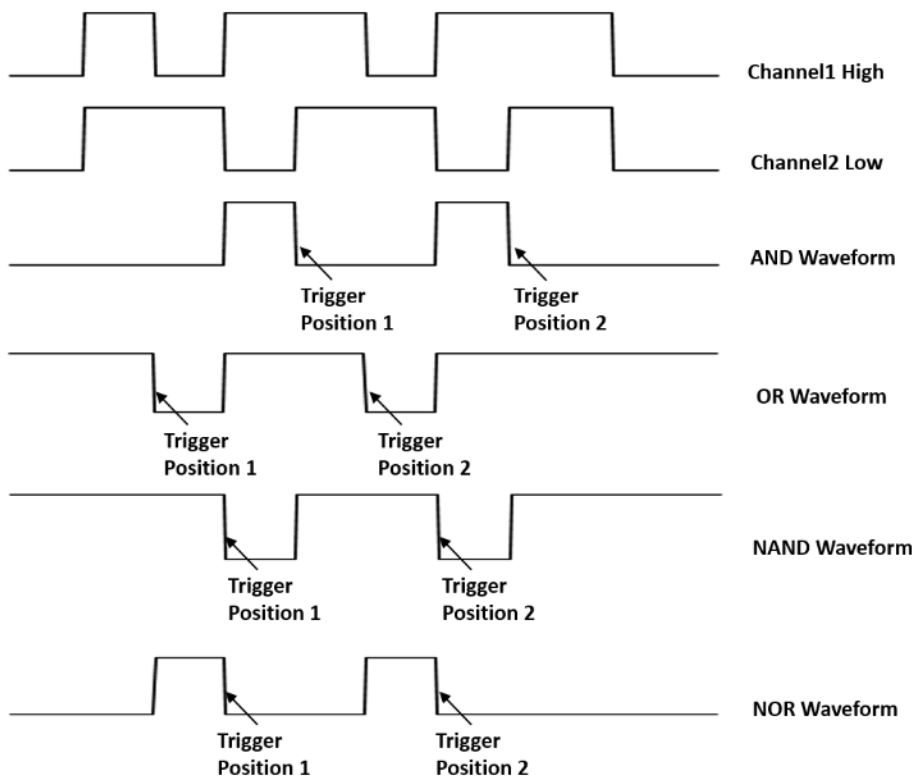 Channel1 High
Channel2 Low
AND Waveform
Trigger
Position 1
Trigger
Position 2
OR Waveform
Trigger
Position 1
Trigger
Position 2
NAND Waveform
Trigger
Position 1
Trigger
Position 2
NOR Waveform
Trigger
Position 1
Trigger
Position 2